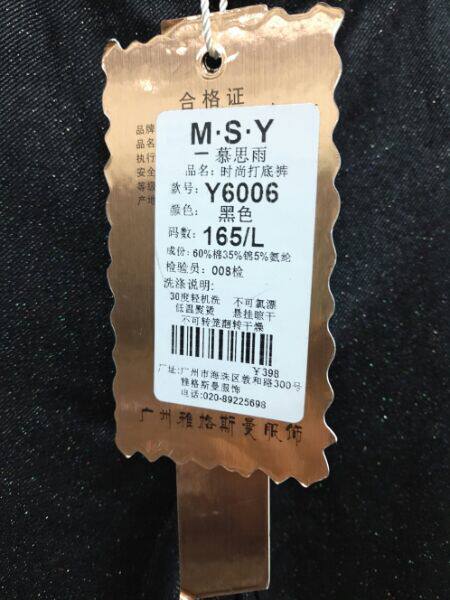 合格证
品牌
品名
执行
安全
等级
产地
M·S·Y
一慕思雨
品名:时尚打底裤
款号: Y6006
颜色: 黑色
码数: 165/L
成份: 60%棉35%锦5%氨纶
检验员: 008检
洗涤说明:
30度轻机洗 不可氯漂
低温熨烫 悬挂晾干
不可转笼翻转干燥
￥398
厂址:广州市海珠区敦和路300号
雅格斯曼服饰
电话:020-89225698
广州雅格斯曼服饰